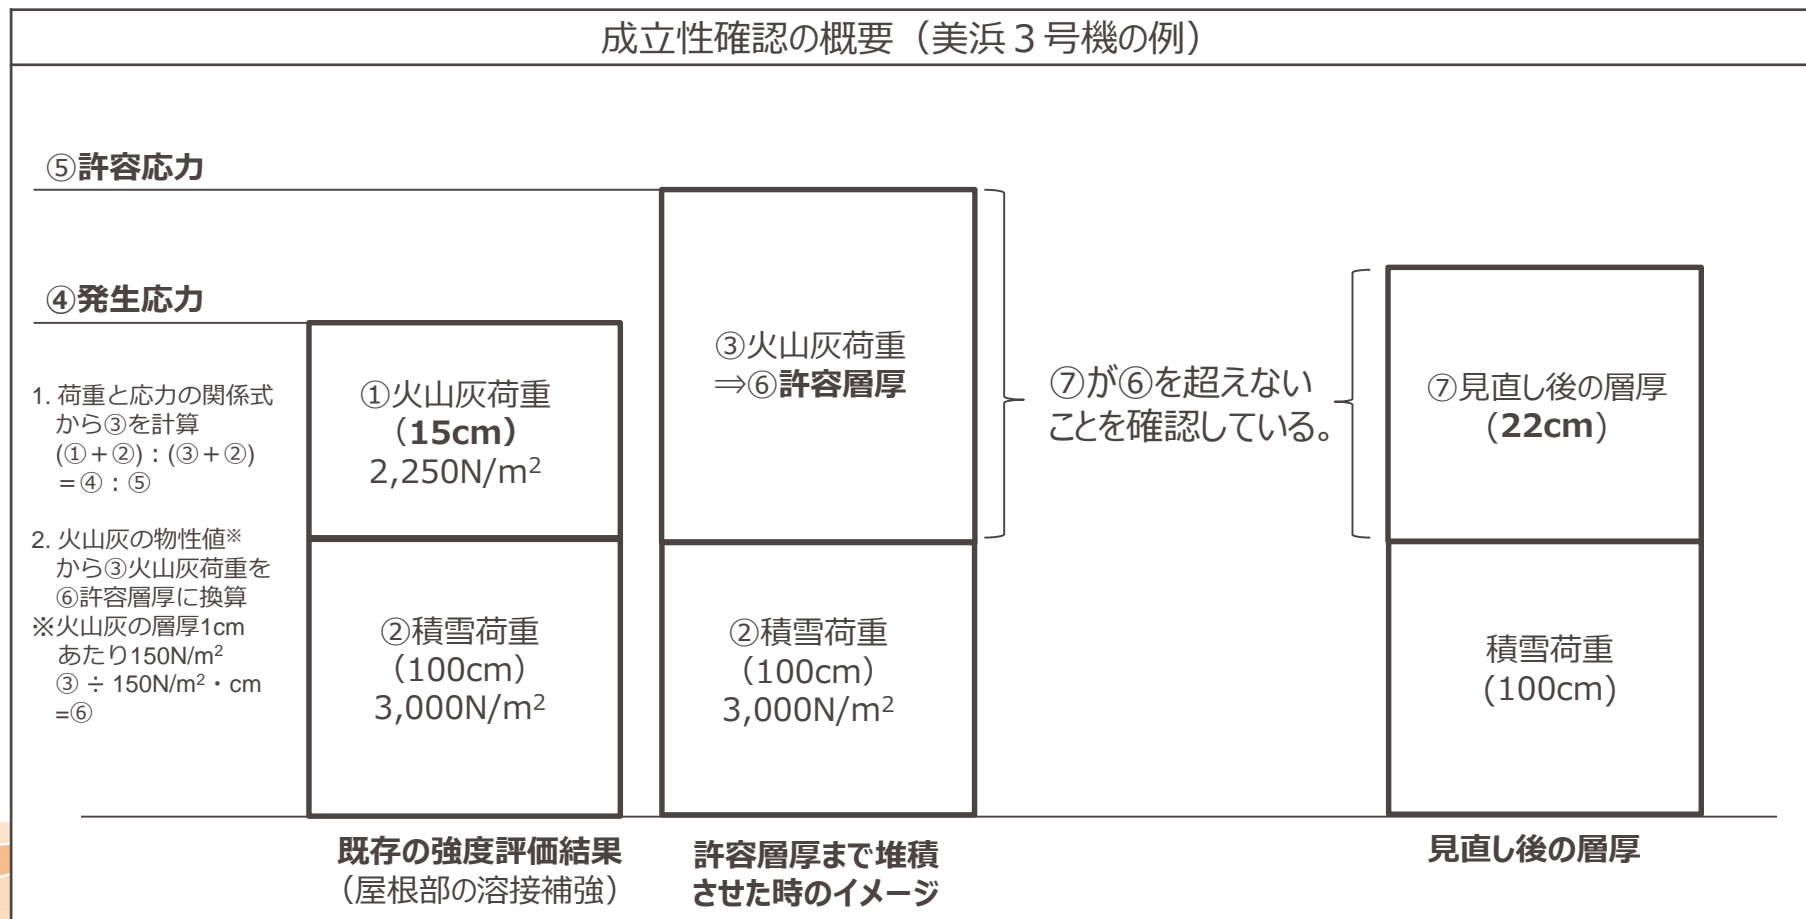 成立性確認の概要（美浜３号機の例）
⑤許容応力
④発生応力
1. 荷重と応力の関係式
から③を計算
(①＋②)：(③＋②)
＝④：⑤
2. 火山灰の物性値※
から③火山灰荷重を
⑥許容層厚に換算
※火山灰の層厚1cm
あたり150N/m²
③ ÷ 150N/m²・cm
=⑥
①火山灰荷重
（15cm）
2,250N/m²
②積雪荷重
（100cm）
3,000N/m²
既存の強度評価結果
（屋根部の溶接補強）
③火山灰荷重
⇒⑥許容層厚
②積雪荷重
（100cm）
3,000N/m²
許容層厚まで堆積
させた時のイメージ
⑦が⑥を超えない
ことを確認している。
⑦見直し後の層厚
（22cm）
積雪荷重
(100cm)
見直し後の層厚